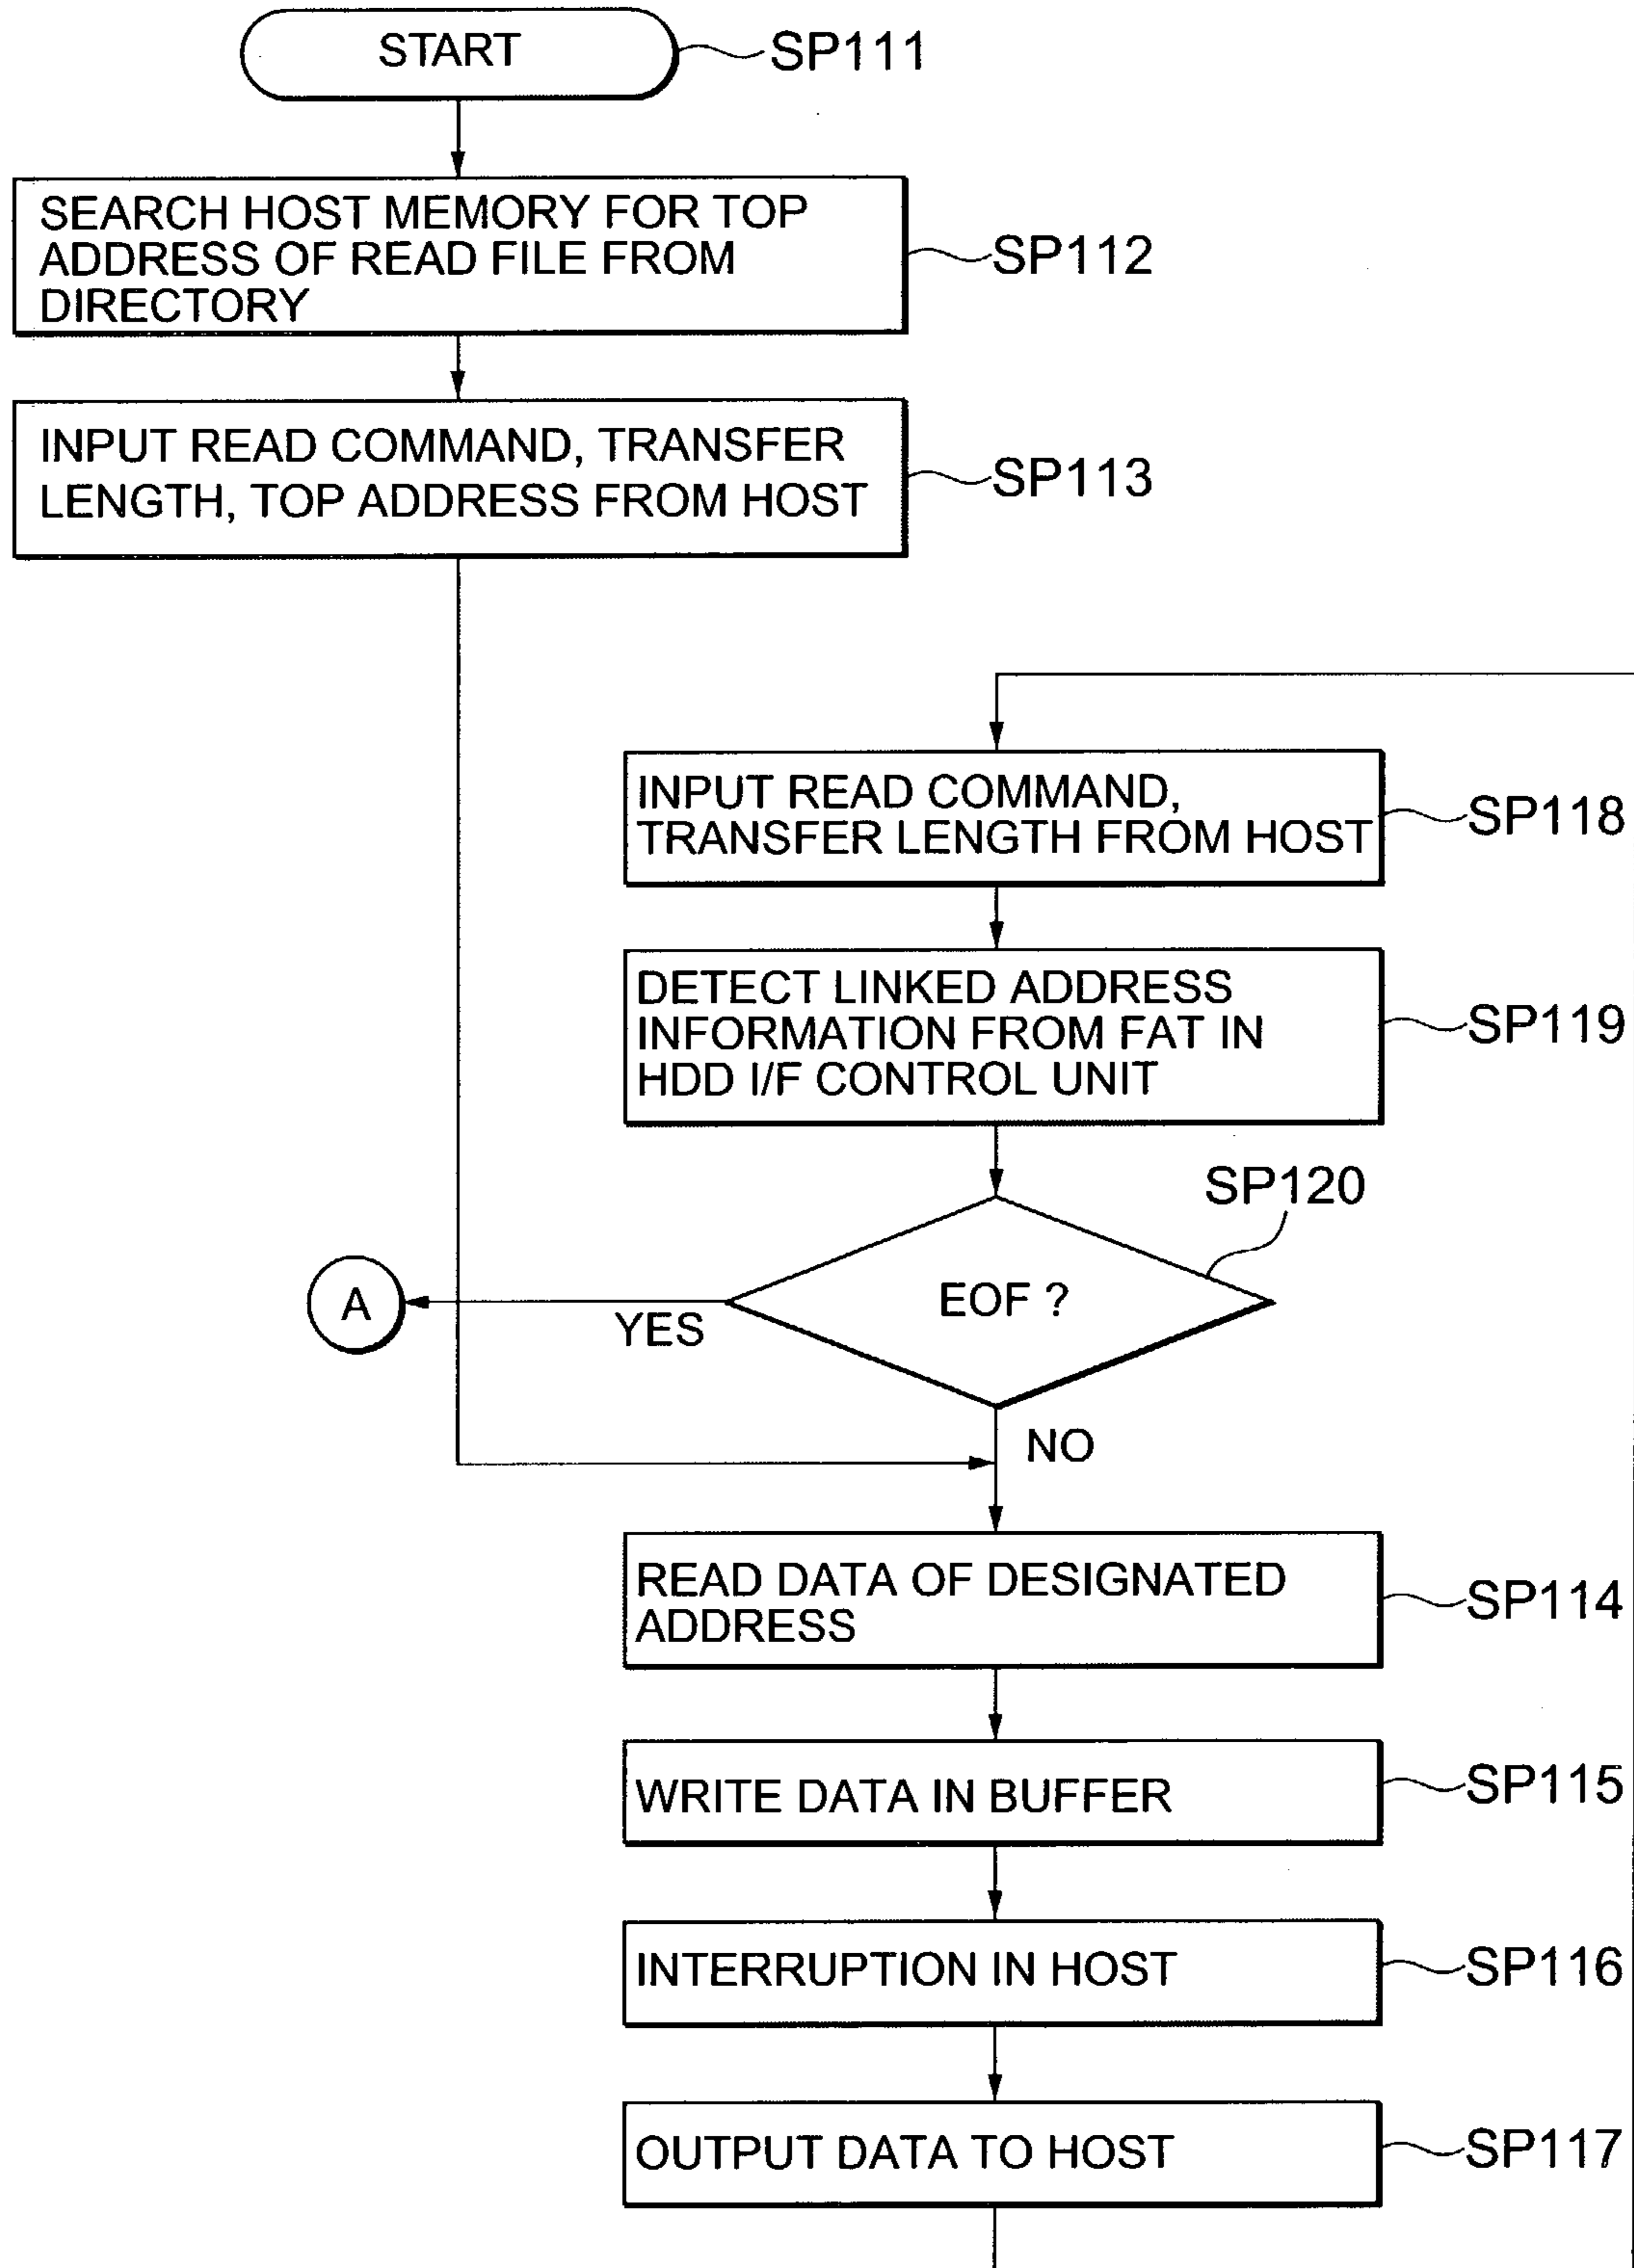 START
SP111
SEARCH HOST MEMORY FOR TOP
ADDRESS OF READ FILE FROM
DIRECTORY
SP112
INPUT READ COMMAND, TRANSFER
LENGTH, TOP ADDRESS FROM HOST
SP113
INPUT READ COMMAND,
TRANSFER LENGTH FROM HOST
SP118
DETECT LINKED ADDRESS
INFORMATION FROM FAT IN
HDD I/F CONTROL UNIT
SP119
SP120
EOF ?
A
YES
NO
READ DATA OF DESIGNATED
ADDRESS
SP114
WRITE DATA IN BUFFER
SP115
INTERRUPTION IN HOST
SP116
OUTPUT DATA TO HOST
SP117